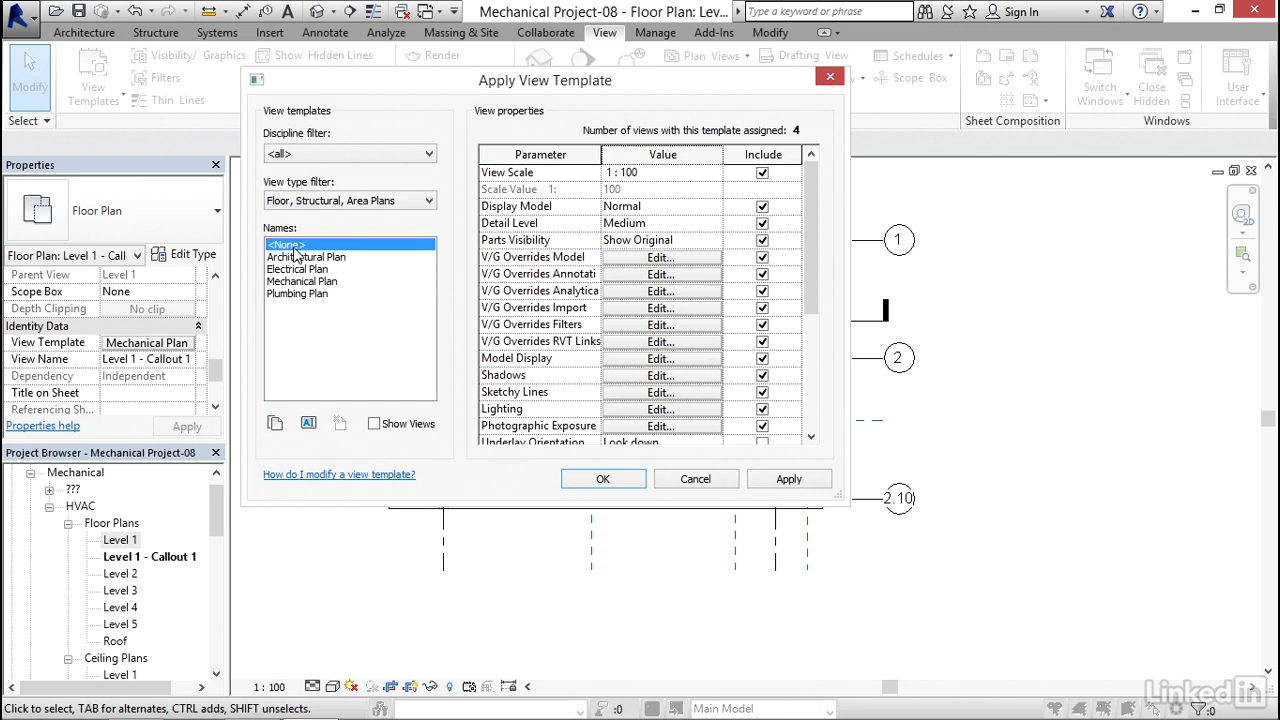 Mechanical Project-08 - Floor Plan: Lev...
Type a keyword or phrase
Sign In
Architecture Structure Systems Insert Annotate Analyze Massing & Site Collaborate View Manage Add-Ins Modify
Modify
View Templates
Visibility/ Graphics
Filters
Thin Lines
Show Hidden Lines
Render
Plan Views
Drafting View
Schedules
Scope Box
Switch Windows
Close Hidden
User Interface
Select
Sheet Composition
Windows
Apply View Template
View templates
Discipline filter:
<all>
View type filter:
Floor, Structural, Area Plans
Names:
<None>
Architectural Plan
Electrical Plan
Mechanical Plan
Plumbing Plan
Show Views
How do I modify a view template?
View properties
Number of views with this template assigned: 4
Parameter Value Include
View Scale 1 : 100
Scale Value 1: 100
Display Model Normal
Detail Level Medium
Parts Visibility Show Original
V/G Overrides Model Edit...
V/G Overrides Annotati Edit...
V/G Overrides Analytica Edit...
V/G Overrides Import Edit...
V/G Overrides Filters Edit...
V/G Overrides RVT Links Edit...
Model Display Edit...
Shadows Edit...
Sketchy Lines Edit...
Lighting Edit...
Photographic Exposure Edit...
Underlay Orientation Look down
OK Cancel Apply
Properties
Floor Plan
Floor Plan: Level 1 - Call Edit Type
Parent View Level 1
Scope Box None
Depth Clipping No clip
Identity Data
View Template Mechanical Plan
View Name Level 1 - Callout 1
Dependency Independent
Title on Sheet
Referencing Sh...
Properties help Apply
Project Browser - Mechanical Project-08
Mechanical
???
HVAC
Floor Plans
Level 1
Level 1 - Callout 1
Level 2
Level 3
Level 4
Level 5
Roof
Ceiling Plans
Level 1
1
2
2.10
1 : 100
Click to select, TAB for alternates, CTRL adds, SHIFT unselects.
:0
Main Model
:0
Linked in